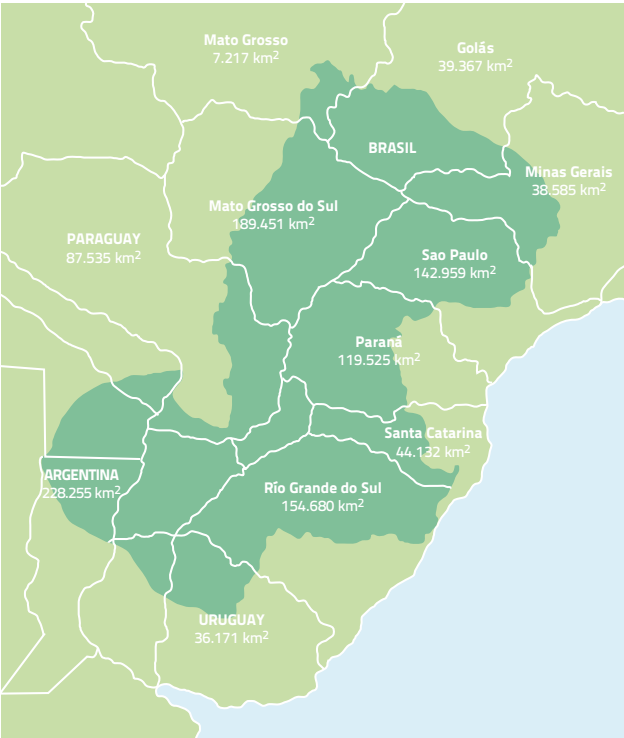 Mato Grosso
7.217 km²
Golás
39.367 km²
BRASIL
Minas Gerais
38.585 km²
Mato Grosso do Sul
189.451 km²
PARAGUAY
87.535 km²
Sao Paulo
142.959 km²
Paraná
119.525 km²
Santa Catarina
44.132 km²
ARGENTINA
228.255 km²
Río Grande do Sul
154.680 km²
URUGUAY
36.171 km²